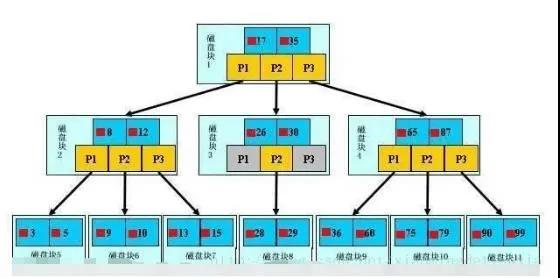 磁盘块1
17 35
P1 P2 P3
磁盘块2
8 12
P1 P2 P3
磁盘块3
26 30
P1 P2 P3
磁盘块4
65 87
P1 P2 P3
3 5
磁盘块5
9 10
磁盘块6
13 15
磁盘块7
28 29
磁盘块8
36 60
磁盘块9
75 79
磁盘块10
90 99
磁盘块11